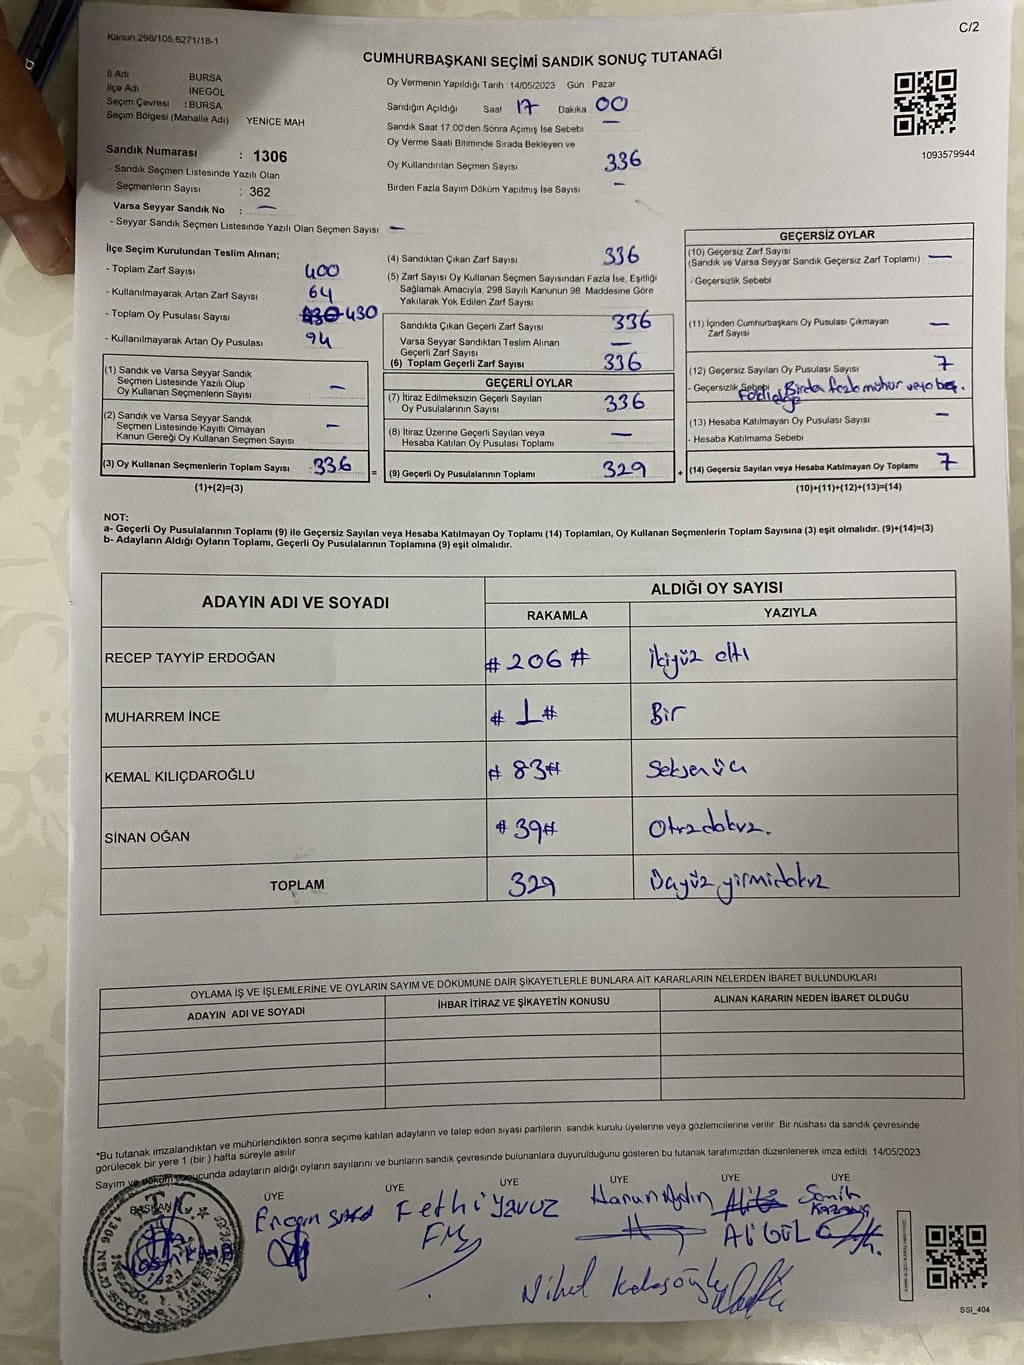 Kanun:298/105,6271/18-1
C/2
CUMHURBAŞKANI SEÇİMİ SANDIK SONUÇ TUTANAĞI
İl Adı BURSA
İlçe Adı İNEGÖL
Seçim Çevresi : BURSA
Seçim Bölgesi (Mahalle Adı) YENİCE MAH
Sandık Numarası : 1306
- Sandık Seçmen Listesinde Yazılı Olan
Seçmenlerin Sayısı : 362
Varsa Seyyar Sandık No : —
- Seyyar Sandık Seçmen Listesinde Yazılı Olan Seçmen Sayısı —
Oy Vermenin Yapıldığı Tarih : 14/05/2023 Gün Pazar
Sandığın Açıldığı Saat 17 Dakika 00
Sandık Saat 17:00'den Sonra Açımış İse Sebebi —
Oy Verme Saati Bitiminde Sırada Bekleyen ve
Oy Kullandırılan Seçmen Sayısı 336
Birden Fazla Sayım Döküm Yapılmış İse Sayısı —
1093579944
İlçe Seçim Kurulundan Teslim Alınan;
- Toplam Zarf Sayısı 400
- Kullanılmayarak Artan Zarf Sayısı 64
- Toplam Oy Pusulası Sayısı 430 430
- Kullanılmayarak Artan Oy Pusulası 94
(1) Sandık ve Varsa Seyyar Sandık
Seçmen Listesinde Yazılı Olup
Oy Kullanan Seçmenlerin Sayısı —
(2) Sandık ve Varsa Seyyar Sandık
Seçmen Listesinde Kayıtlı Olmayan
Kanun Gereği Oy Kullanan Seçmen Sayısı —
(3) Oy Kullanan Seçmenlerin Toplam Sayısı : 336
(1)+(2)=(3)
(4) Sandıktan Çıkan Zarf Sayısı 336
(5) Zarf Sayısı Oy Kullanan Seçmen Sayısından Fazla İse, Eşitliği
Sağlamak Amacıyla, 298 Sayılı Kanunun 98. Maddesine Göre
Yakılarak Yok Edilen Zarf Sayısı
Sandıkta Çıkan Geçerli Zarf Sayısı 336
Varsa Seyyar Sandıktan Teslim Alınan
Geçerli Zarf Sayısı —
(6) Toplam Geçerli Zarf Sayısı 336
GEÇERLİ OYLAR
(7) İtiraz Edilmeksizin Geçerli Sayılan
Oy Pusulalarının Sayısı 336
(8) İtiraz Üzerine Geçerli Sayılan veya
Hesaba Katılan Oy Pusulası Toplamı —
= (9) Geçerli Oy Pusulalarının Toplamı 329
GEÇERSİZ OYLAR
(10) Geçersiz Zarf Sayısı
(Sandık ve Varsa Seyyar Sandık Geçersiz Zarf Toplamı) —
- Geçersizlik Sebebi
(11) İçinden Cumhurbaşkanı Oy Pusulası Çıkmayan
Zarf Sayısı —
(12) Geçersiz Sayılan Oy Pusulası Sayısı 7
- Geçersizlik Sebebi Birden fazla mühür veya boş.
(13) Hesaba Katılmayan Oy Pusulası Sayısı —
- Hesaba Katılmama Sebebi
+ (14) Geçersiz Sayılan veya Hesaba Katılmayan Oy Toplamı 7
(10)+(11)+(12)+(13)=(14)
NOT:
a- Geçerli Oy Pusulalarının Toplamı (9) ile Geçersiz Sayılan veya Hesaba Katılmayan Oy Toplamı (14) Toplamları, Oy Kullanan Seçmenlerin Toplam Sayısına (3) eşit olmalıdır. (9)+(14)=(3)
b- Adayların Aldığı Oyların Toplamı, Geçerli Oy Pusulalarının Toplamına (9) eşit olmalıdır.
ADAYIN ADI VE SOYADI
ALDIĞI OY SAYISI
RAKAMLA YAZIYLA
RECEP TAYYİP ERDOĞAN # 206 # İkiyüz altı
MUHARREM İNCE # 1 # Bir
KEMAL KILIÇDAROĞLU # 83 # Seksen üç
SİNAN OĞAN # 39 # Otuzdokuz.
TOPLAM 329 Üçyüz yirmidokuz
OYLAMA İŞ VE İŞLEMLERİNE VE OYLARIN SAYIM VE DÖKÜMÜNE DAİR ŞİKAYETLERLE BUNLARA AİT KARARLARIN NELERDEN İBARET BULUNDUKLARI
ADAYIN ADI VE SOYADI İHBAR İTİRAZ VE ŞİKAYETİN KONUSU ALINAN KARARIN NEDEN İBARET OLDUĞU
*Bu tutanak imzalandıktan ve mühürlendikten sonra seçime katılan adayların ve talep eden siyasi partilerin sandık kurulu üyelerine veya gözlemcilerine verilir. Bir nüshası da sandık çevresinde
görülecek bir yere 1 (bir ) hafta süreyle asılır
Sayım ve döküm sonucunda adayların aldığı oyların sayılarını ve bunların sandık çevresinde bulunanlara duyurulduğunu gösteren bu tutanak tarafımızdan düzenlenerek imza edildi 14/05/2023
BAŞKAN ÜYE ÜYE ÜYE ÜYE ÜYE ÜYE
Fethi Yavuz Harun Aydın
Ali GÜL
Nihal
SSI_404